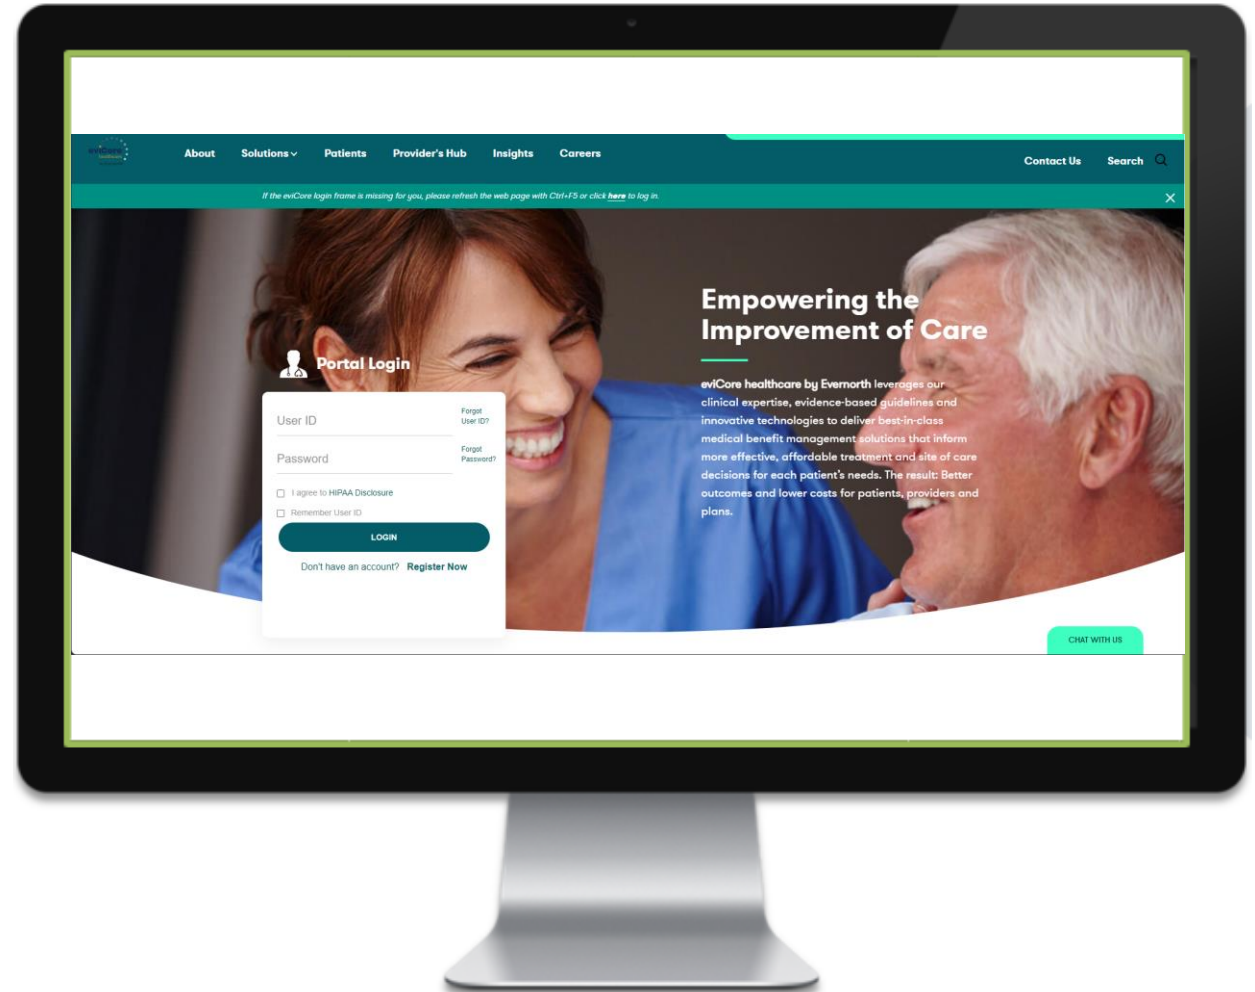 eviCore
healthcare
About Solutions Patients Provider's Hub Insights Careers
Contact Us Search
If the eviCore login frame is missing for you, please refresh the web page with Ctrl+F5 or click here to log in.
Portal Login
User ID
Forgot
User ID?
Password
Forgot
Password?
I agree to HIPAA Disclosure
Remember User ID
LOGIN
Don't have an account? Register Now
Empowering the
Improvement of Care
eviCore healthcare by Evernorth leverages our
clinical expertise, evidence-based guidelines and
innovative technologies to deliver best-in-class
medical benefit management solutions that inform
more effective, affordable treatment and site of care
decisions for each patient's needs. The result: Better
outcomes and lower costs for patients, providers and
plans.
CHAT WITH US